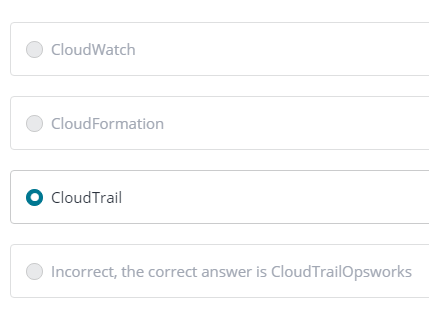 CloudWatch
CloudFormation
CloudTrail
Incorrect, the correct answer is CloudTrailOpsworks